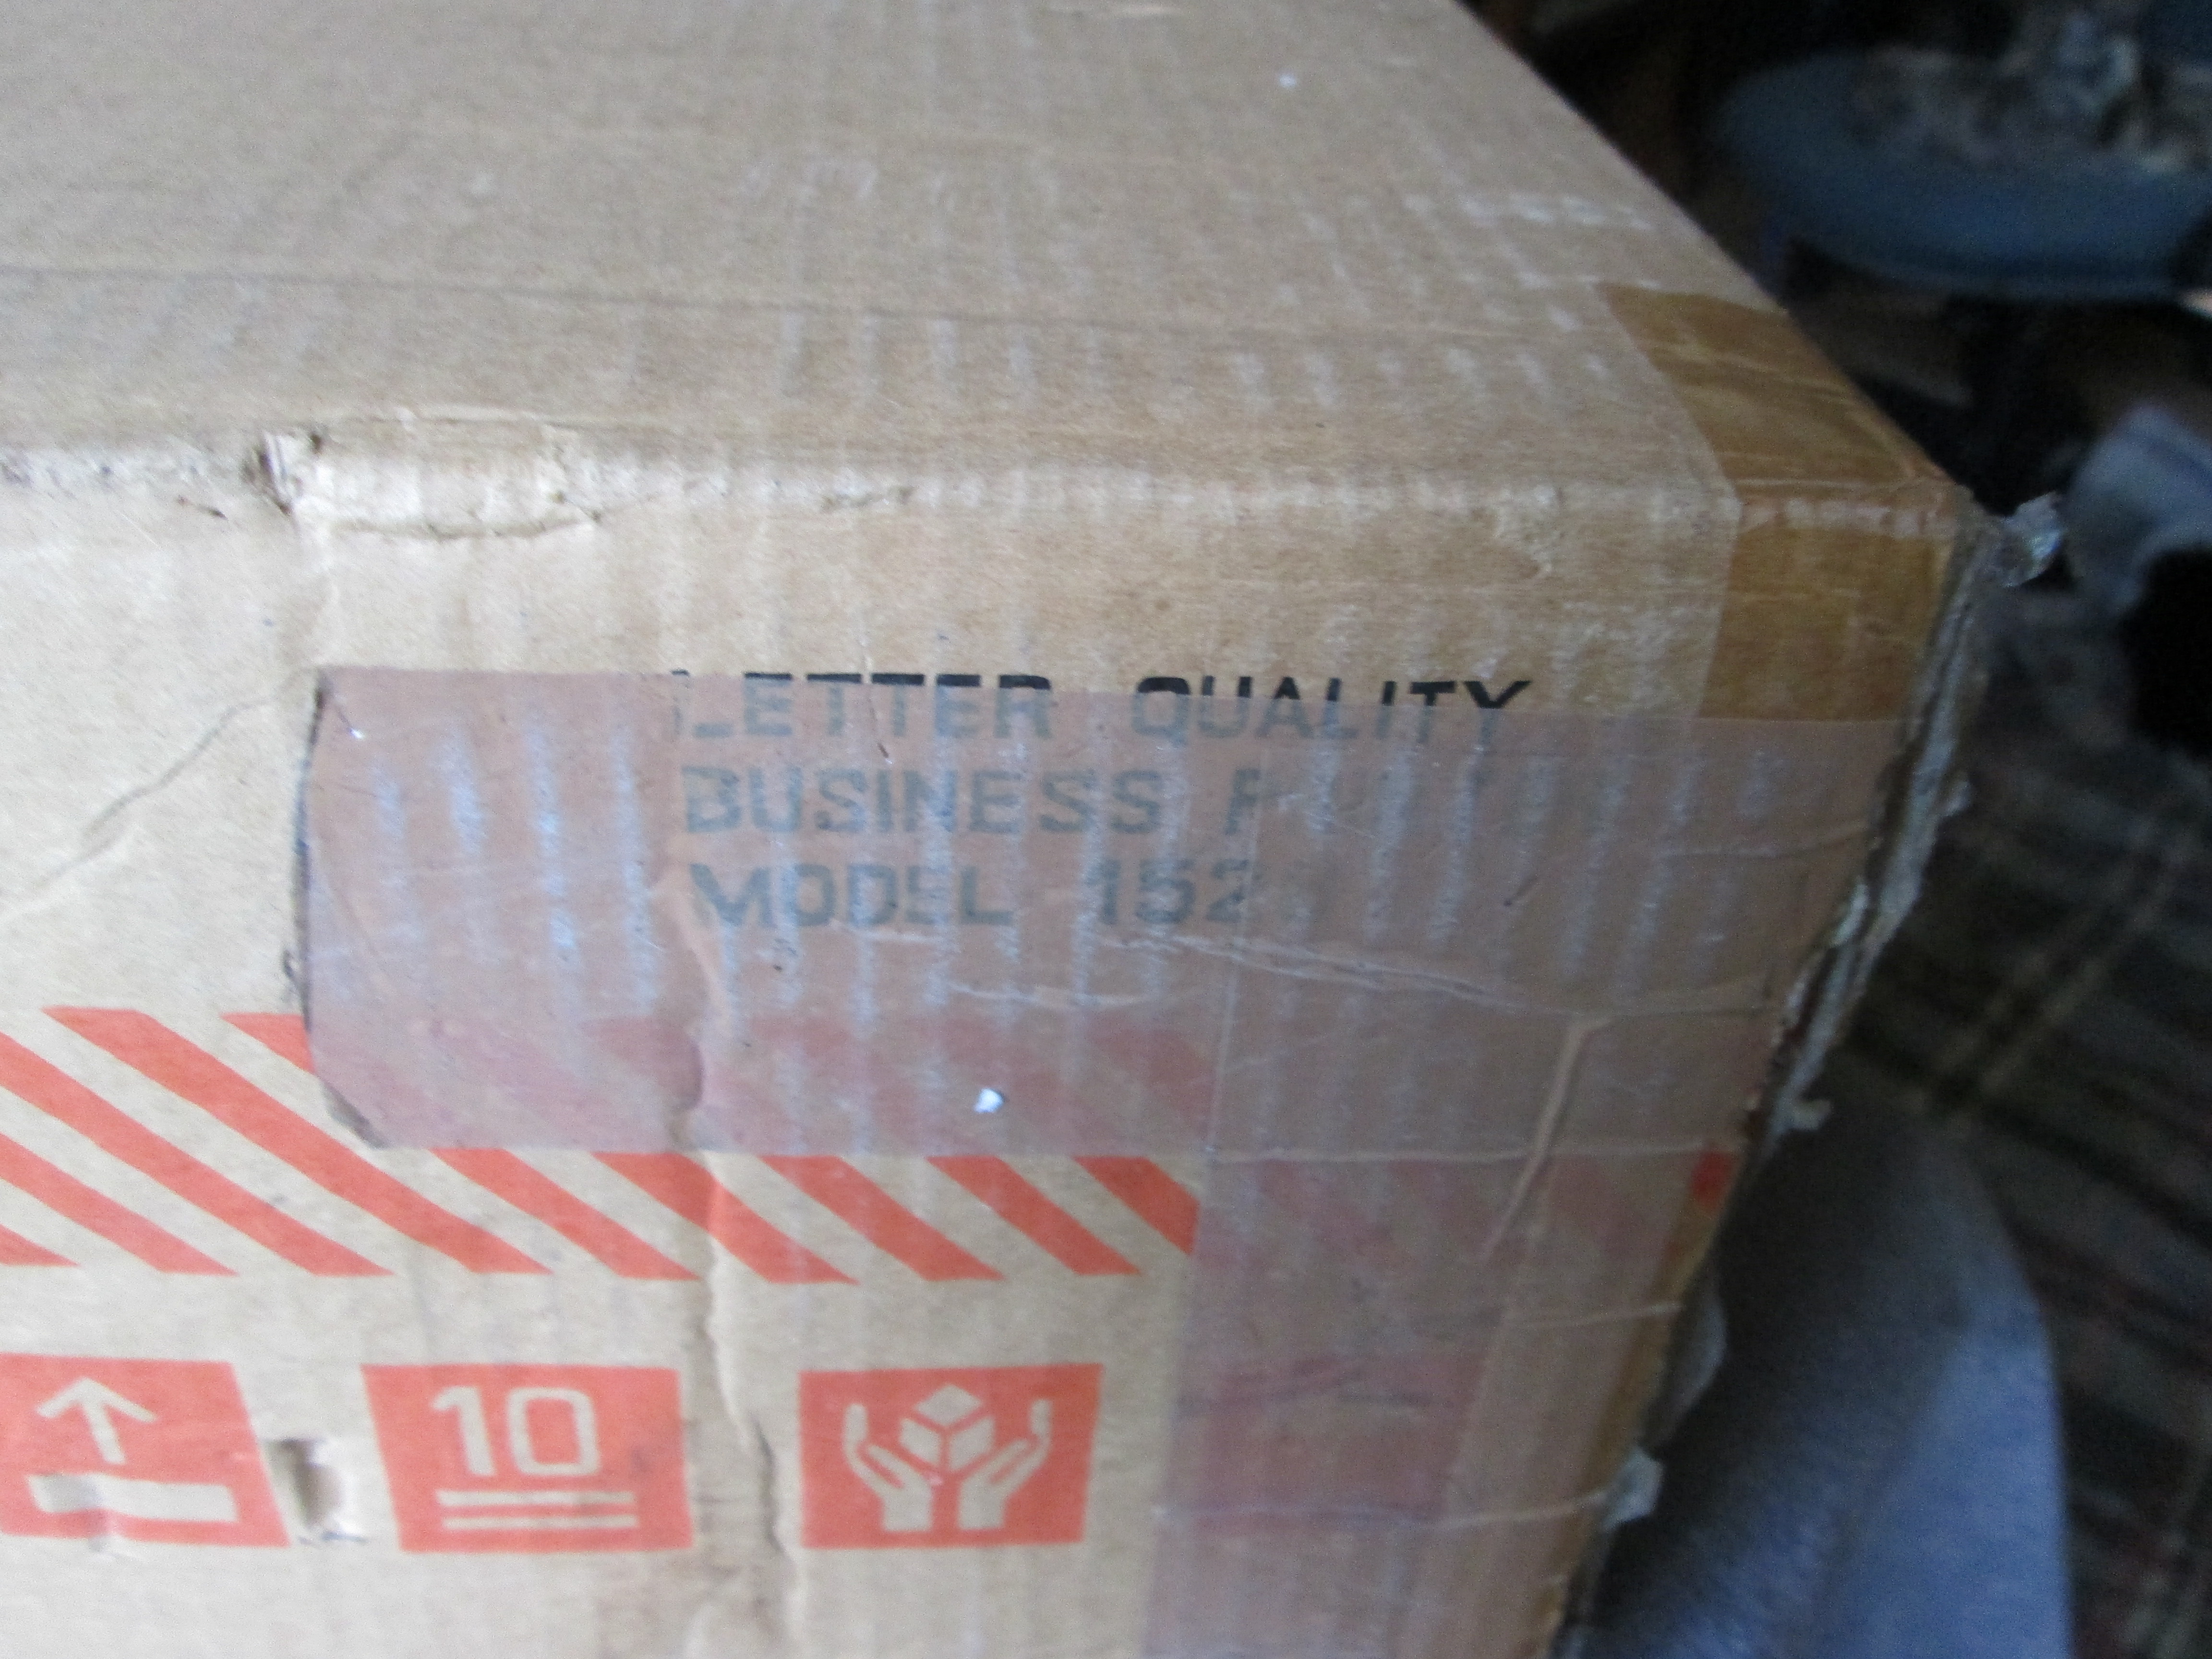 LETTER QUALITY
BUSINESS
MODEL
10